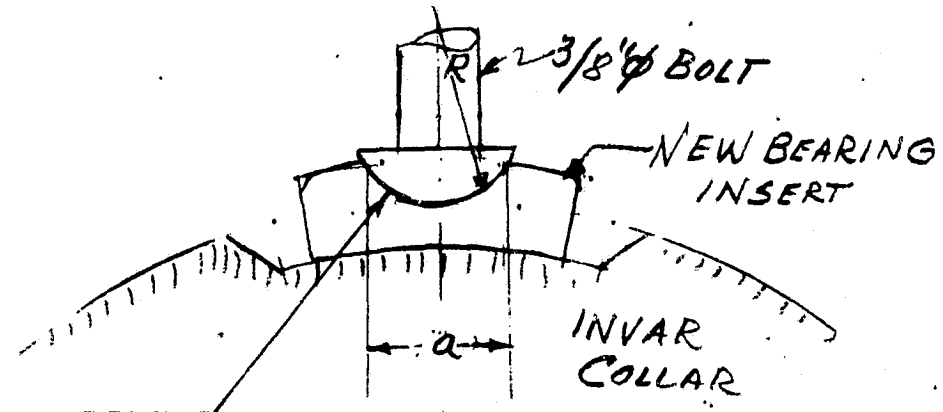 R
3/8"φ BOLT
NEW BEARING
INSERT
a
INVAR
COLLAR